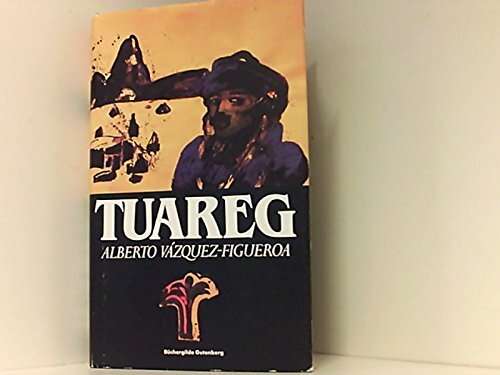 TUAREG
ALBERTO VÁZQUEZ-FIGUEROA
Büchergilde Gutenberg